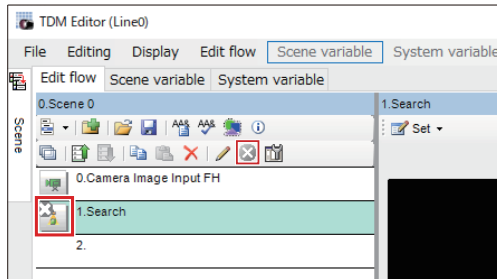 TDM Editor (Line0)
File Editing Display Edit flow Scene variable System variable
Edit flow Scene variable System variable
Scene
0.Scene 0
1.Search
Set
0.Camera Image Input FH
1.Search
2.